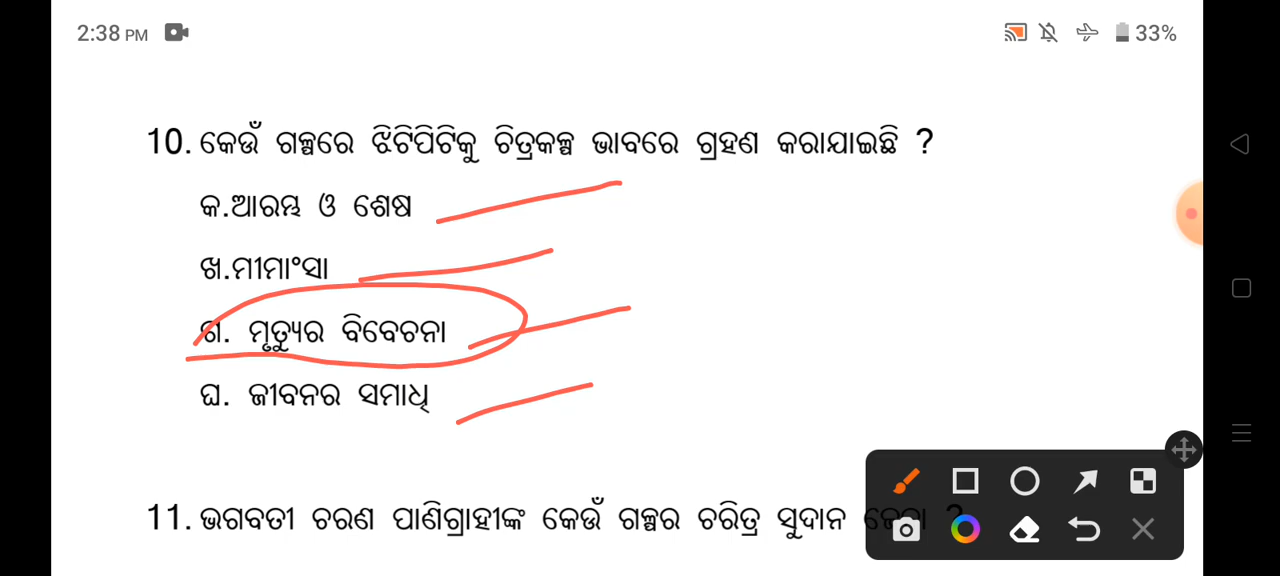 2:38 PM 33%
10. କେଉଁ ଗଳ୍ପରେ ଝିଟିପିଟିକୁ ଚିତ୍ରକଳ୍ପ ଭାବରେ ଗ୍ରହଣ କରାଯାଇଛି ?
କ.ଆରମ୍ଭ ଓ ଶେଷ
ଖ.ମୀମାଂସା
ଗ. ମୃତ୍ୟୁର ବିବେଚନା
ଘ. ଜୀବନର ସମାଧି
11. ଭଗବତୀ ଚରଣ ପାଣିଗ୍ରାହୀଙ୍କ କେଉଁ ଗଳ୍ପର ଚରିତ୍ର ସୁଦାନ ?